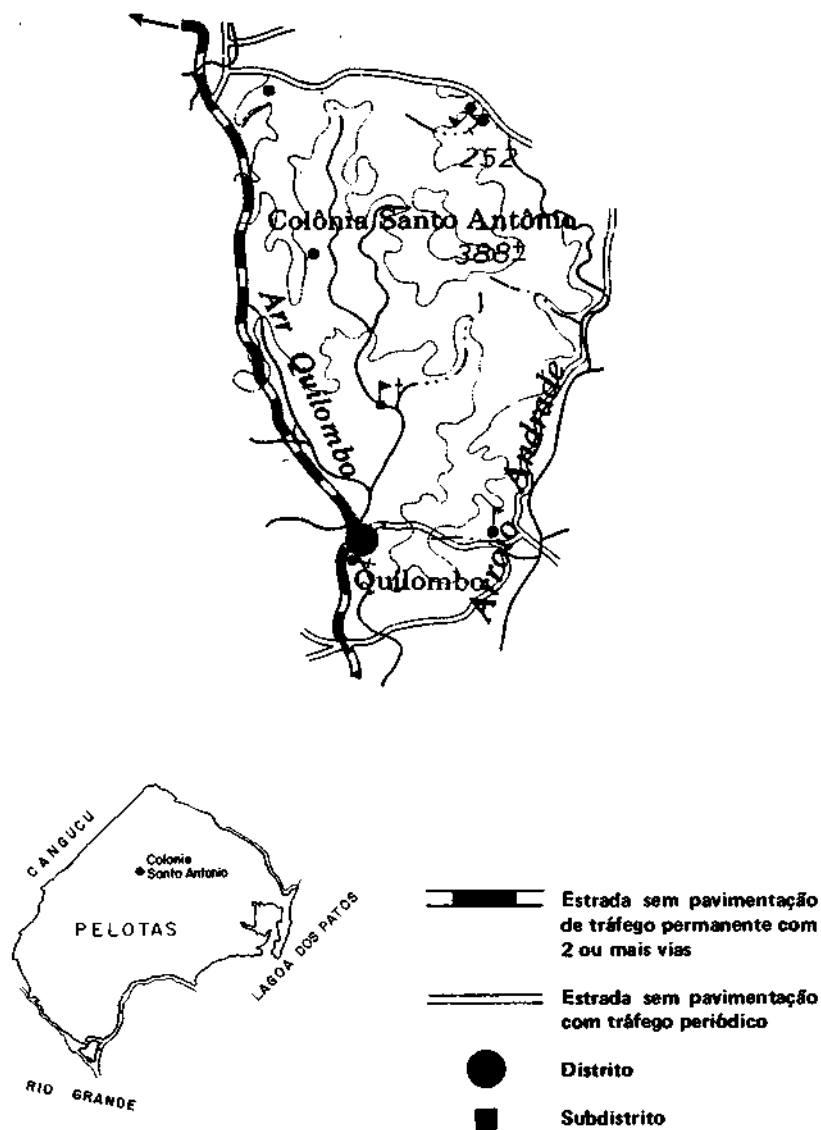 252
Colônia Santo Antônio
388
Arr Quilombo
Arroio Andrade
Quilombo
CANGUCU
Colonia
Santo Antonio
PELOTAS
LAGOA DOS PATOS
RIO GRANDE
Estrada sem pavimentação
de tráfego permanente com
2 ou mais vias
Estrada sem pavimentação
com tráfego periódico
Distrito
Subdistrito